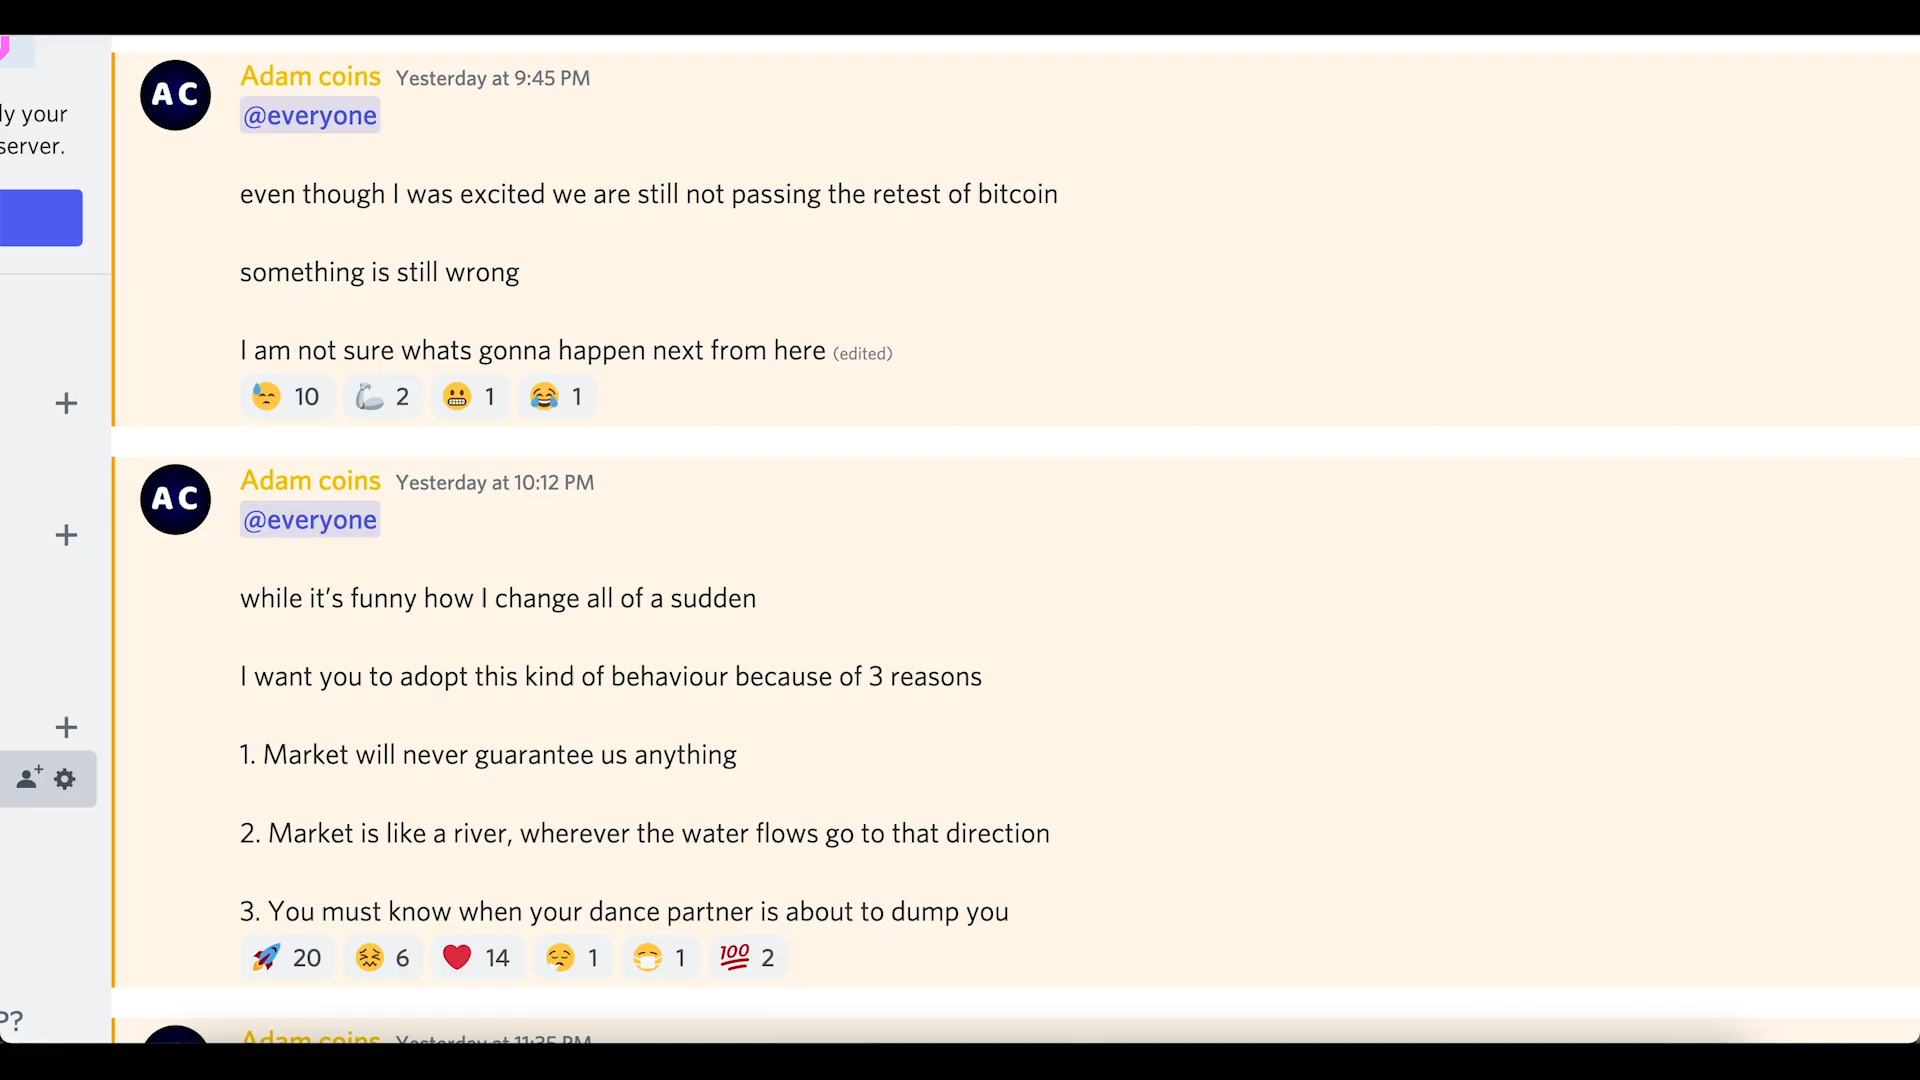 ly your
server.
P?
AC
Adam coins Yesterday at 9:45 PM
@everyone
even though I was excited we are still not passing the retest of bitcoin
something is still wrong
I am not sure whats gonna happen next from here (edited)
10 2 1 1
AC
Adam coins Yesterday at 10:12 PM
@everyone
while it’s funny how I change all of a sudden
I want you to adopt this kind of behaviour because of 3 reasons
1. Market will never guarantee us anything
2. Market is like a river, wherever the water flows go to that direction
3. You must know when your dance partner is about to dump you
20 6 14 1 1 100 2
Adam coins Yesterday at 11:35 PM